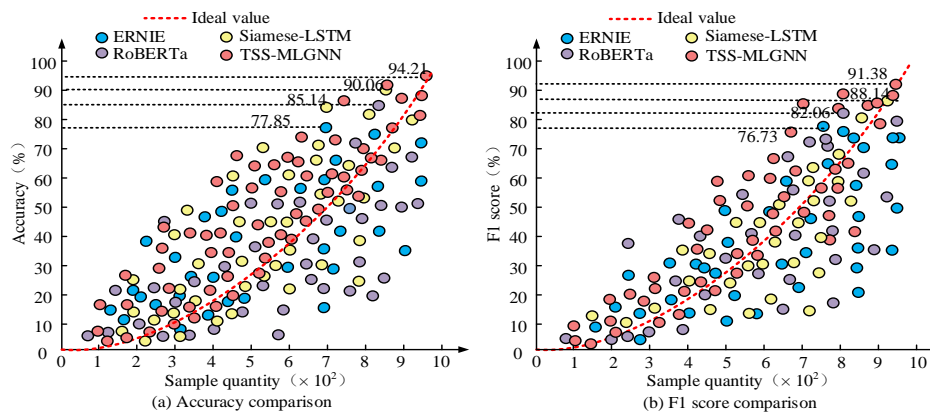 Ideal value
ERNIE
Siamese-LSTM
RoBERTa
TSS-MLGNN
100
90
80
70
60
50
40
30
20
10
0
Accuracy (%)
94.21
90.06
85.14
77.85
0 1 2 3 4 5 6 7 8 9 10
Sample quantity (× 10²)
(a) Accuracy comparison
Ideal value
ERNIE
Siamese-LSTM
RoBERTa
TSS-MLGNN
100
90
80
70
60
50
40
30
20
10
0
F1 score (%)
91.38
88.14
82.06
76.73
0 1 2 3 4 5 6 7 8 9 10
Sample quantity (× 10²)
(b) F1 score comparison